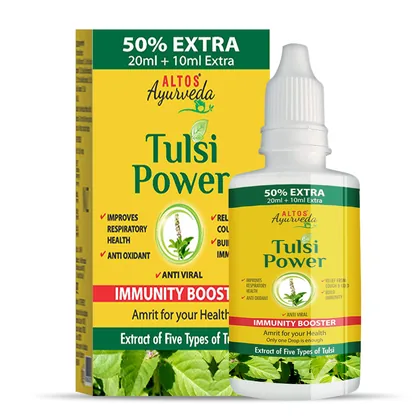 50% EXTRA
20ml + 10ml Extra
ALTOS
Ayurveda
Tulsi
Power
IMPROVES
RESPIRATORY
HEALTH
ANTI OXIDANT
ANTI VIRAL
IMMUNITY BOOSTER
Amrit for your Health
Extract of Five Types of
50% EXTRA
20ml + 10ml Extra
ALTOS
Ayurveda
Tulsi
Power
IMPROVES
RESPIRATORY
HEALTH
ANTI OXIDANT
IMMUNITY
ANTI VIRAL
IMMUNITY BOOSTER
Amrit for your Health
Only one Drop is enough
Extract of Five Types of Tulsi